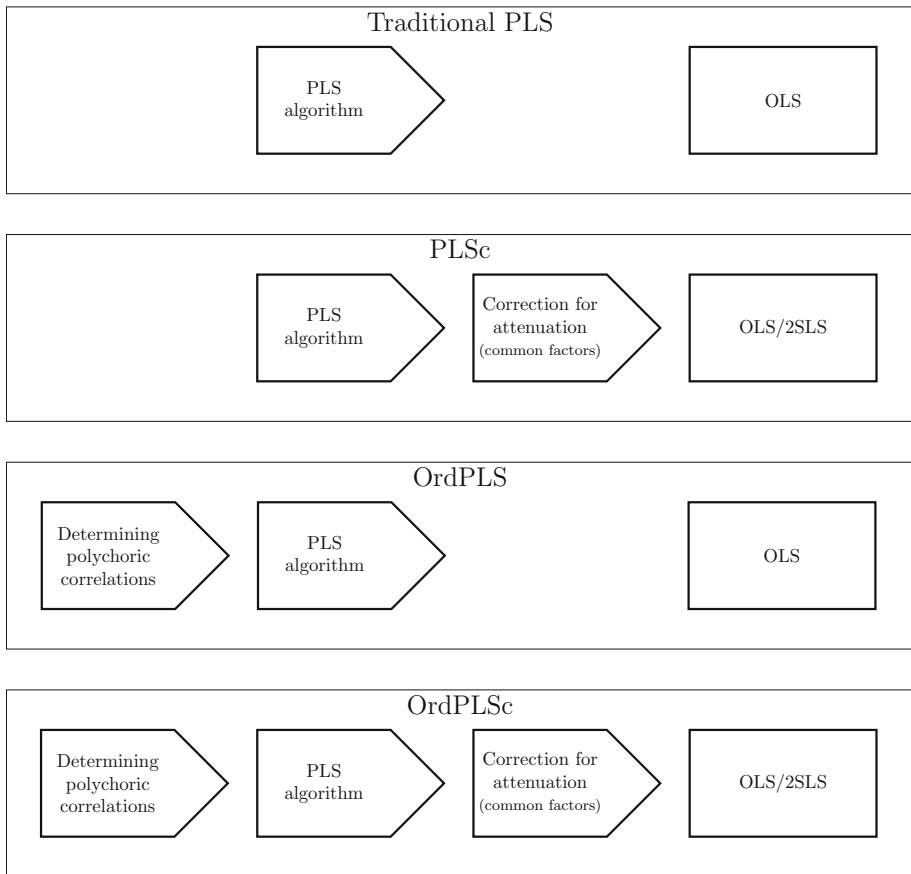 Traditional PLS
PLS
algorithm
OLS
PLSc
PLS
algorithm
Correction for
attenuation
(common factors)
OLS/2SLS
OrdPLS
Determining
polychoric
correlations
PLS
algorithm
OLS
OrdPLSc
Determining
polychoric
correlations
PLS
algorithm
Correction for
attenuation
(common factors)
OLS/2SLS